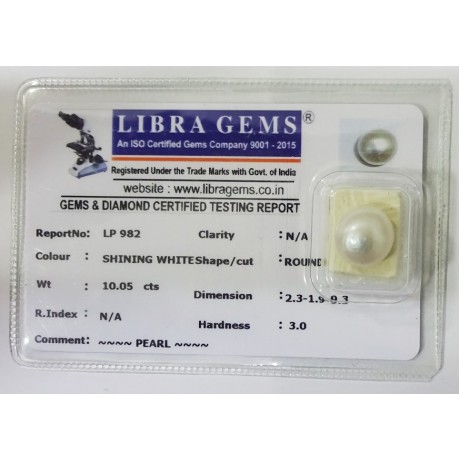 LIBRA GEMS ®
An ISO Certified Gems Company 9001 - 2015
Registered Under the Trade Marks with Govt. of India
website : www.libragems.co.in
GEMS & DIAMOND CERTIFIED TESTING REPORT
ReportNo: LP 982 Clarity : N/A
Colour : SHINING WHITE Shape/cut : ROUND
Wt : 10.05 cts Dimension : 2.3-1.9-9.3
R.Index : N/A Hardness : 3.0
Comment: ~~~~ PEARL ~~~~